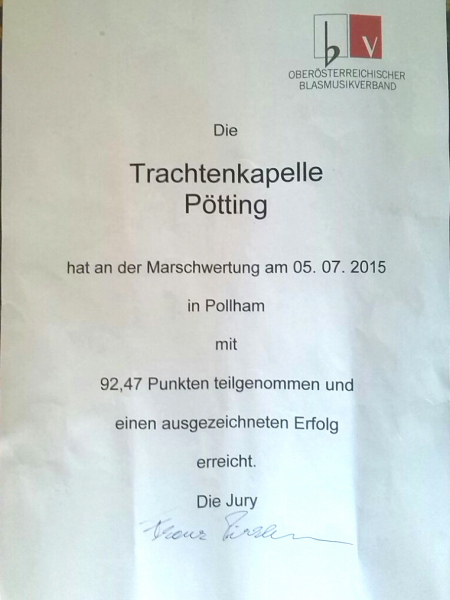 bv
OBERÖSTERREICHISCHER
BLASMUSIKVERBAND
Die
Trachtenkapelle
Pötting
hat an der Marschwertung am 05. 07. 2015
in Pollham
mit
92,47 Punkten teilgenommen und
einen ausgezeichneten Erfolg
erreicht.
Die Jury